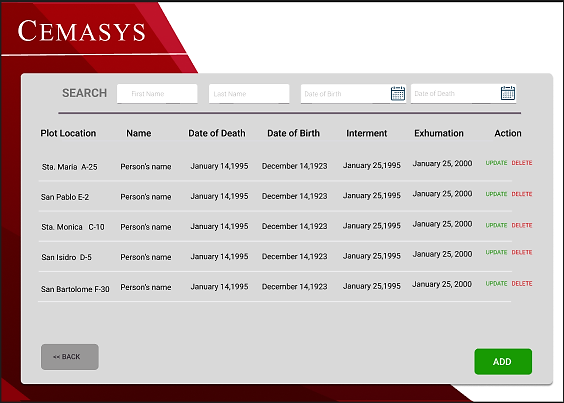 CEMASYS
SEARCH First Name Last Name Date of Birth Date of Death
Plot Location Name Date of Death Date of Birth Interment Exhumation Action
Sta. Maria A-25 Person's name January 14,1995 December 14,1923 January 25,1995 January 25, 2000 UPDATE DELETE
San Pablo E-2 Person's name January 14,1995 December 14,1923 January 25,1995 January 25, 2000 UPDATE DELETE
Sta. Monica C-10 Person's name January 14,1995 December 14,1923 January 25,1995 January 25, 2000 UPDATE DELETE
San Isidro D-5 Person's name January 14,1995 December 14,1923 January 25,1995 January 25, 2000 UPDATE DELETE
San Bartolome F-30 Person's name January 14,1995 December 14,1923 January 25,1995 January 25, 2000 UPDATE DELETE
<< BACK
ADD